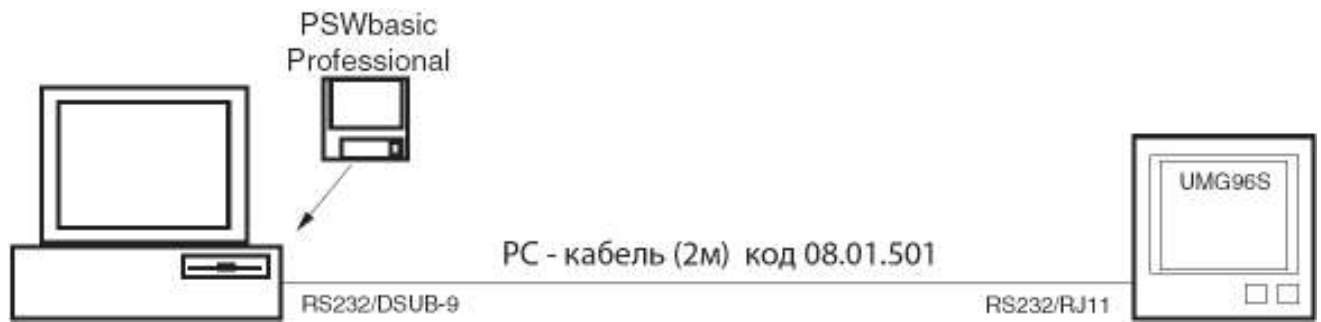 PSWbasic
Professional
UMG96S
PC - кабель (2м) код 08.01.501
RS232/DSUB-9
RS232/RJ11